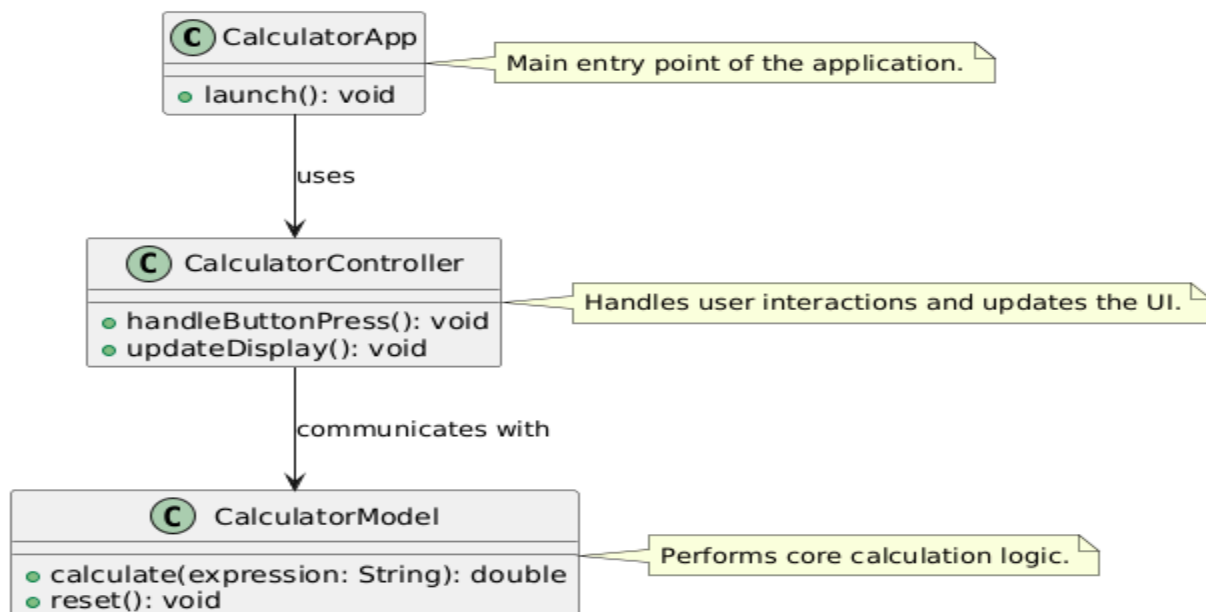 C CalculatorApp
Main entry point of the application.
launch(): void
uses
C CalculatorController
Handles user interactions and updates the UI.
handleButtonPress(): void
updateDisplay(): void
communicates with
C CalculatorModel
Performs core calculation logic.
calculate(expression: String): double
reset(): void